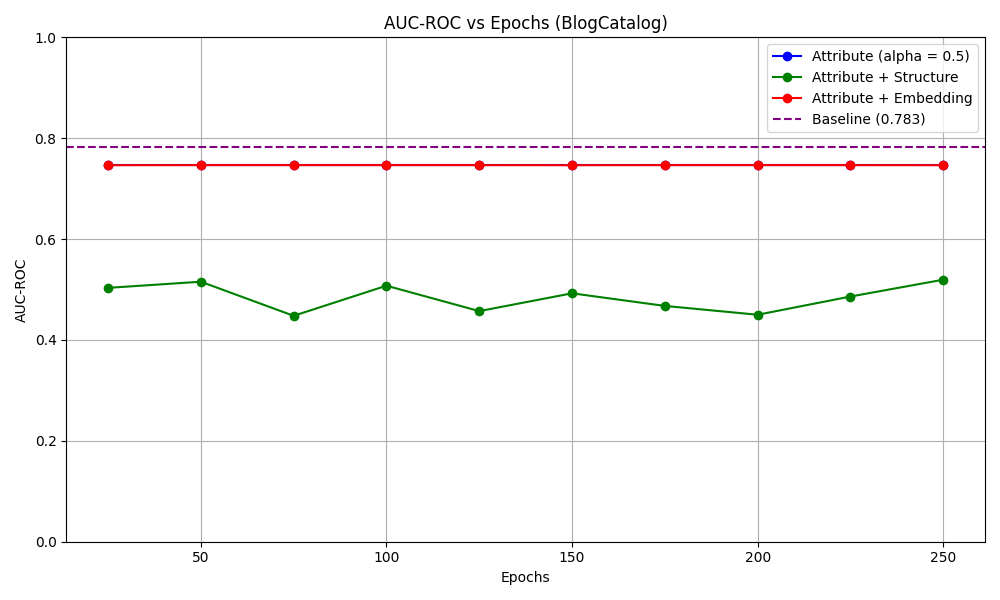 AUC-ROC vs Epochs (BlogCatalog)
Attribute (alpha = 0.5)
Attribute + Structure
Attribute + Embedding
Baseline (0.783)
AUC-ROC
1.0
0.8
0.6
0.4
0.2
0.0
50 100 150 200 250
Epochs